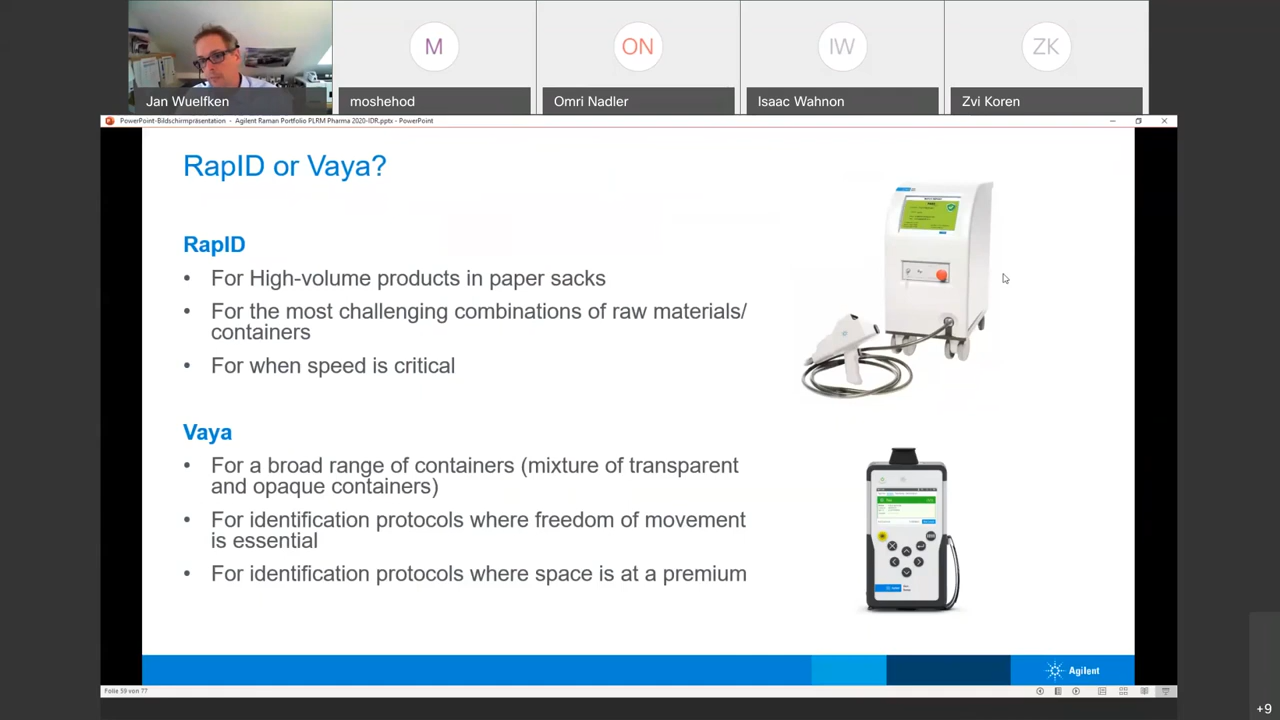 M
ON
IW
ZK
Jan Wuelfken
moshehod
Omri Nadler
Isaac Wahnon
Zvi Koren
PowerPoint-Bildschirmpräsentation - Agilent Raman Portfolio PLRM Pharma 2020-IDR.pptx - PowerPoint
RapID or Vaya?
RapID
• For High-volume products in paper sacks
• For the most challenging combinations of raw materials/
containers
• For when speed is critical
Vaya
• For a broad range of containers (mixture of transparent
and opaque containers)
• For identification protocols where freedom of movement
is essential
• For identification protocols where space is at a premium
Agilent
Folie 59 von 77
+9